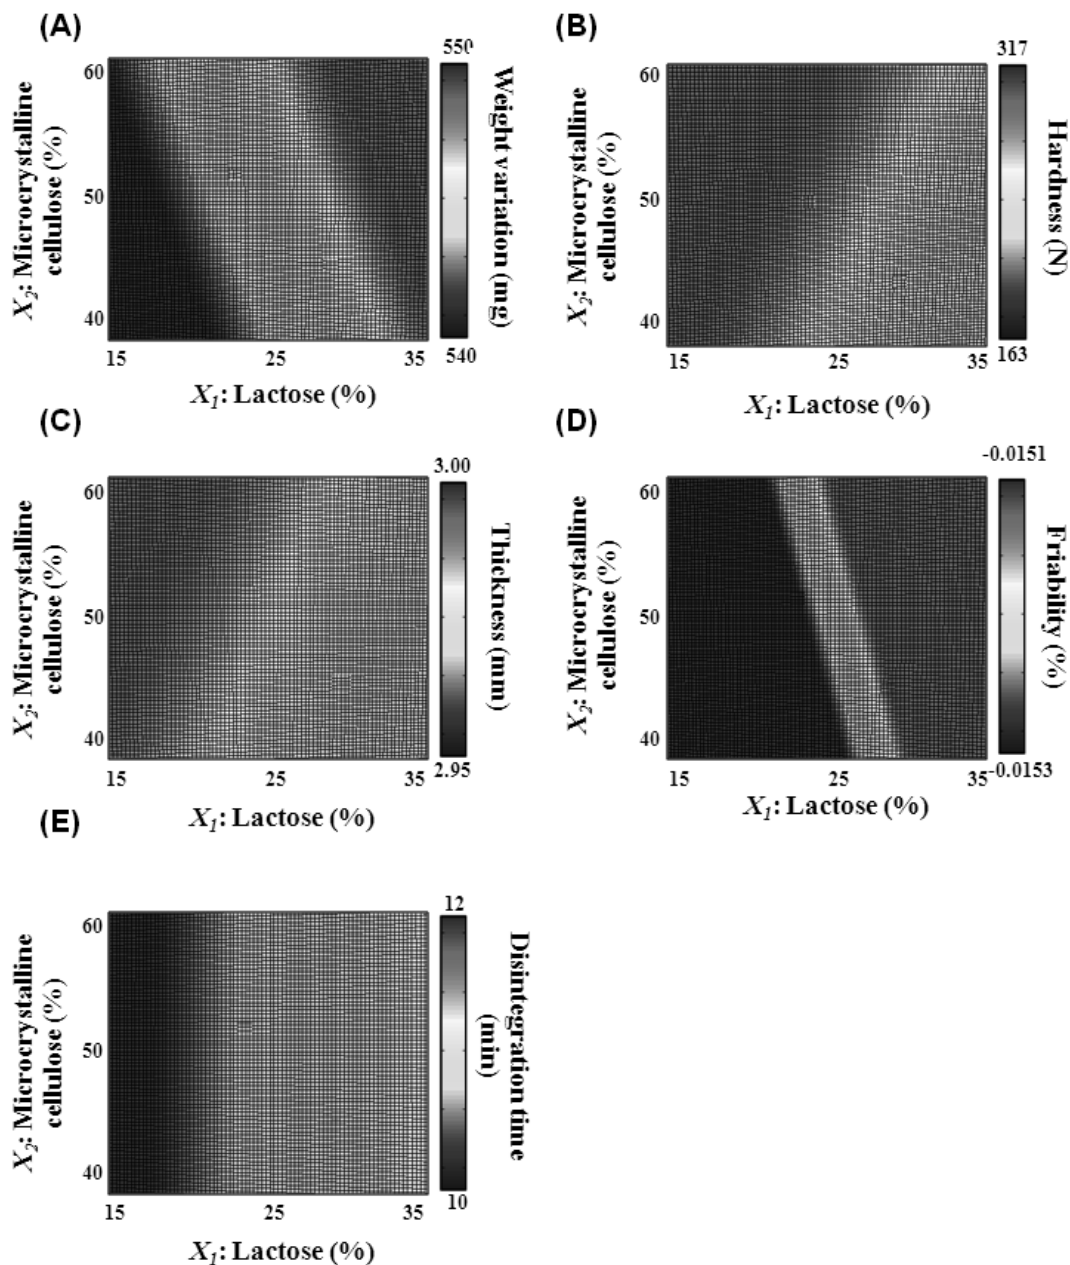 (A)
550
60
50
40
15
25
35
540
X2: Microcrystalline
cellulose (%)
X1: Lactose (%)
Weight variation (mg)
(B)
317
60
50
40
15
25
35
163
X2: Microcrystalline
cellulose (%)
X1: Lactose (%)
Hardness (N)
(C)
3.00
60
50
40
15
25
35
2.95
X2: Microcrystalline
cellulose (%)
X1: Lactose (%)
Thickness (mm)
(D)
-0.0151
60
50
40
15
25
35
-0.0153
X2: Microcrystalline
cellulose (%)
X1: Lactose (%)
Friability (%)
(E)
12
60
50
40
15
25
35
10
X2: Microcrystalline
cellulose (%)
X1: Lactose (%)
Disintegration time
(min)